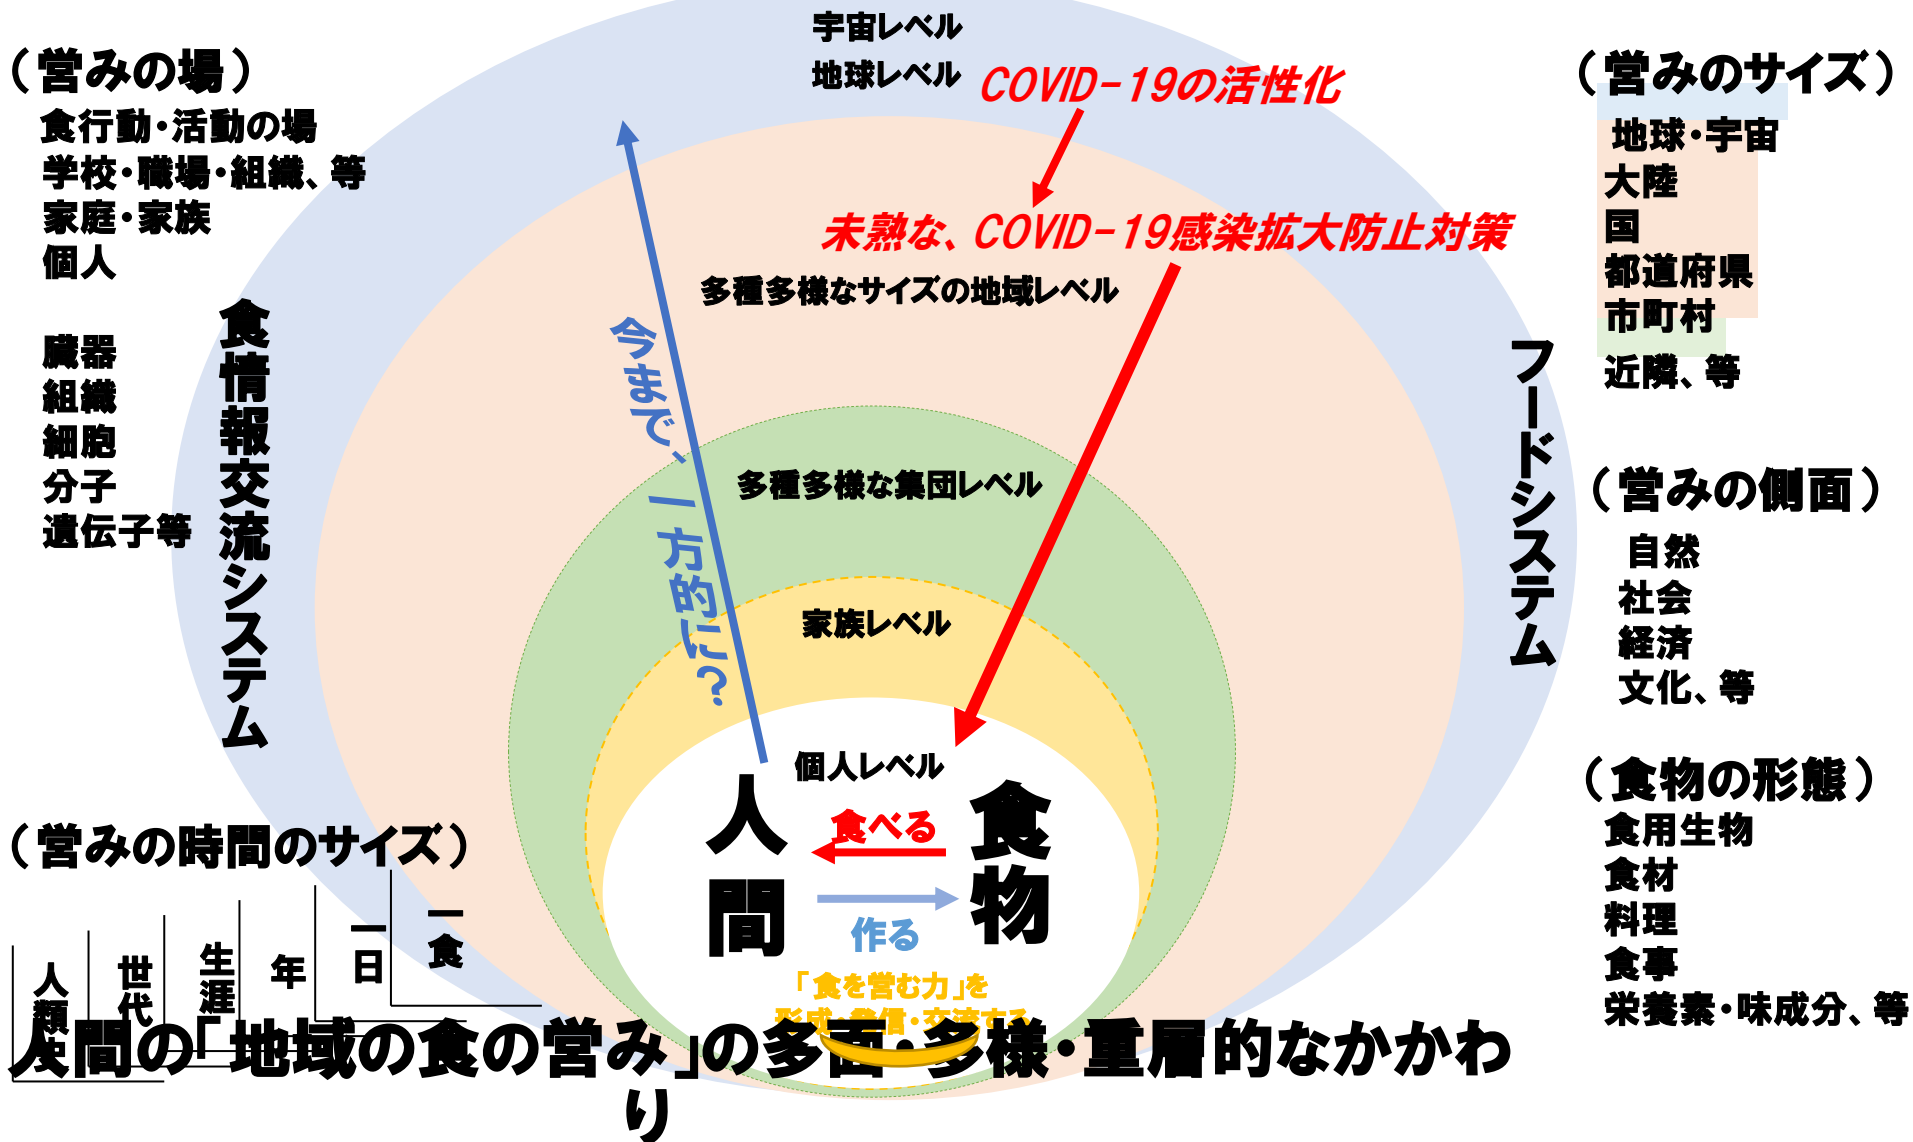 宇宙レベル
地球レベル
COVID-19の活性化
未熟な、COVID-19感染拡大防止対策
多種多様なサイズの地域レベル
多種多様な集団レベル
家族レベル
個人レベル
今まで、一方的に?
人間
食物
食べる
作る
「食を営む力」を
形成・発信・交流する
(営みの場)
食行動・活動の場
学校・職場・組織、等
家庭・家族
個人
臓器
組織
細胞
分子
遺伝子等
食情報交流システム
フードシステム
(営みのサイズ)
地球・宇宙
大陸
国
都道府県
市町村
近隣、等
(営みの側面)
自然
社会
経済
文化、等
(食物の形態)
食用生物
食材
料理
食事
栄養素・味成分、等
(営みの時間のサイズ)
人類史
世代
生涯
年
一日
一食
人間の「地域の食の営み」の多面・多様・重層的なかかわ
り